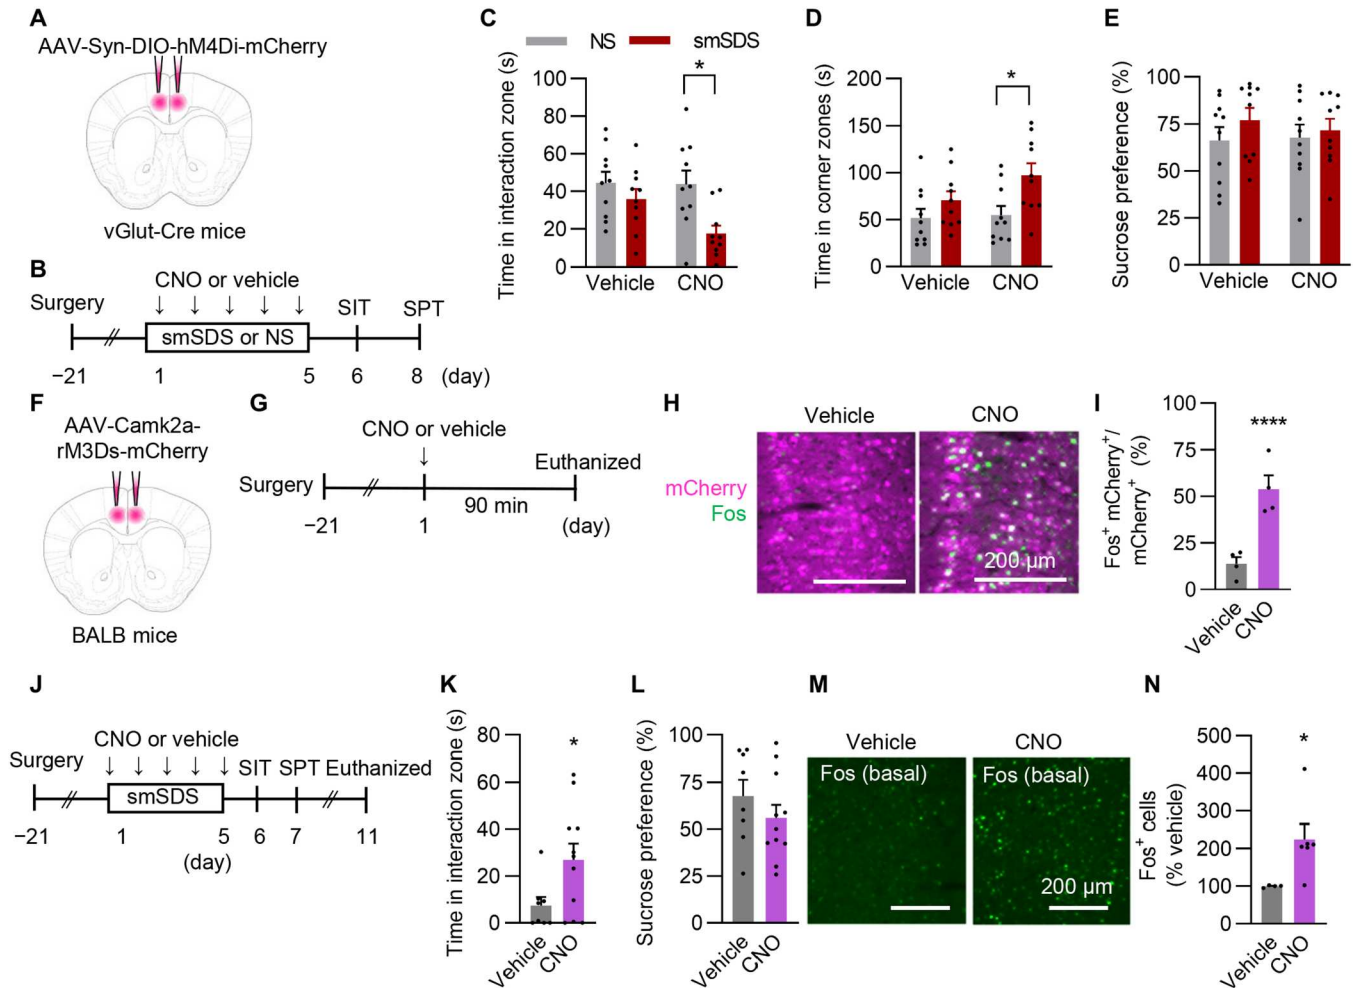 A
AAV-Syn-DIO-hM4Di-mCherry
vGlut-Cre mice
B
CNO or vehicle
Surgery
SIT
SPT
smSDS or NS
−21
1
5
6
8
(day)
C
NS
smSDS
Time in interaction zone (s)
100
80
60
40
20
0
*
Vehicle
CNO
D
Time in corner zones (s)
200
150
100
50
0
*
Vehicle
CNO
E
Sucrose preference (%)
100
75
50
25
0
Vehicle
CNO
F
AAV-Camk2a-
rM3Ds-mCherry
BALB mice
G
CNO or vehicle
Euthanized
Surgery
90 min
−21
1
(day)
H
Vehicle
CNO
mCherry
Fos
200 µm
I
Fos+ mCherry+/
mCherry+ (%)
100
75
50
25
0
****
Vehicle
CNO
J
CNO or vehicle
Surgery
SIT
SPT
Euthanized
smSDS
−21
1
5
6
7
11
(day)
K
Time in interaction zone (s)
80
60
40
20
0
*
Vehicle
CNO
L
Sucrose preference (%)
100
75
50
25
0
Vehicle
CNO
M
Vehicle
CNO
Fos (basal)
Fos (basal)
200 µm
N
Fos+ cells
(% vehicle)
500
400
300
200
100
0
*
Vehicle
CNO